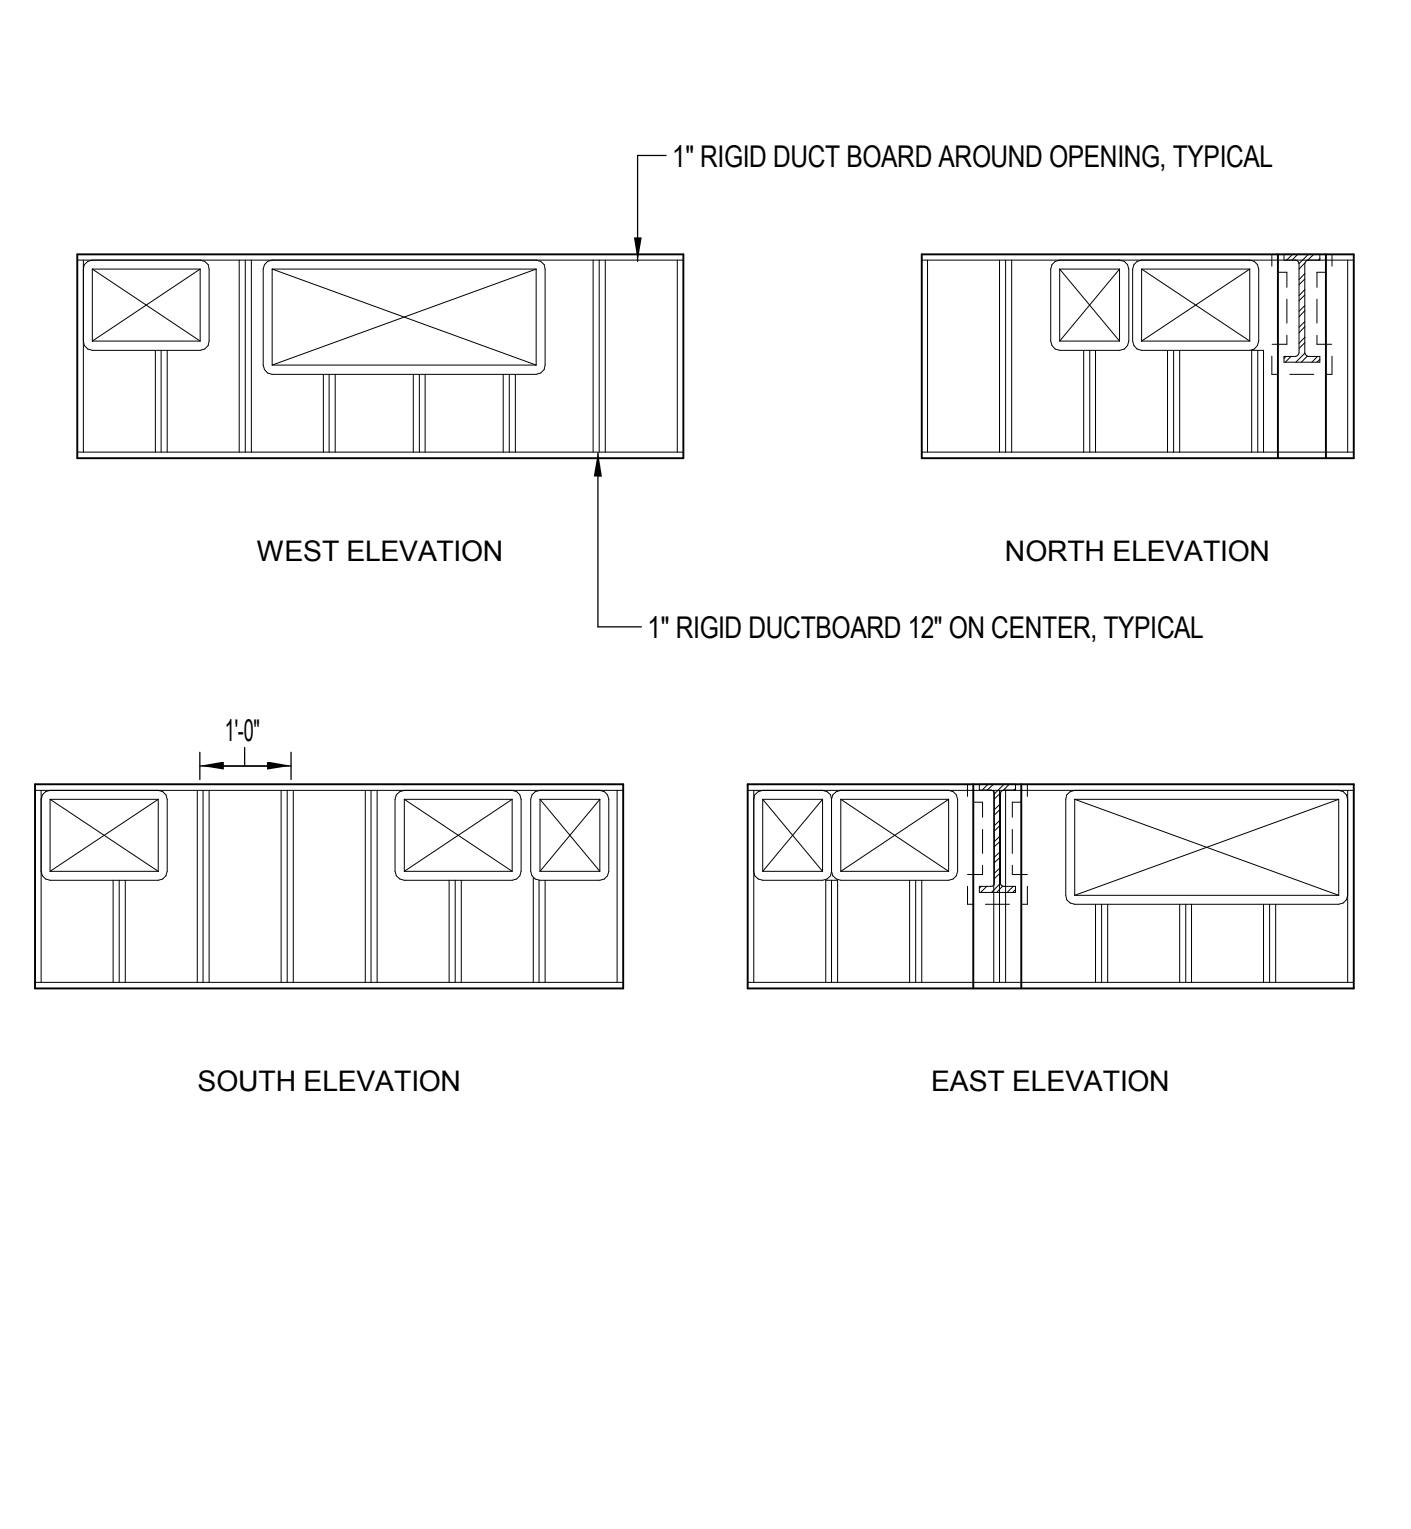 1" RIGID DUCT BOARD AROUND OPENING, TYPICAL
WEST ELEVATION
NORTH ELEVATION
1" RIGID DUCTBOARD 12" ON CENTER, TYPICAL
1'-0"
SOUTH ELEVATION
EAST ELEVATION